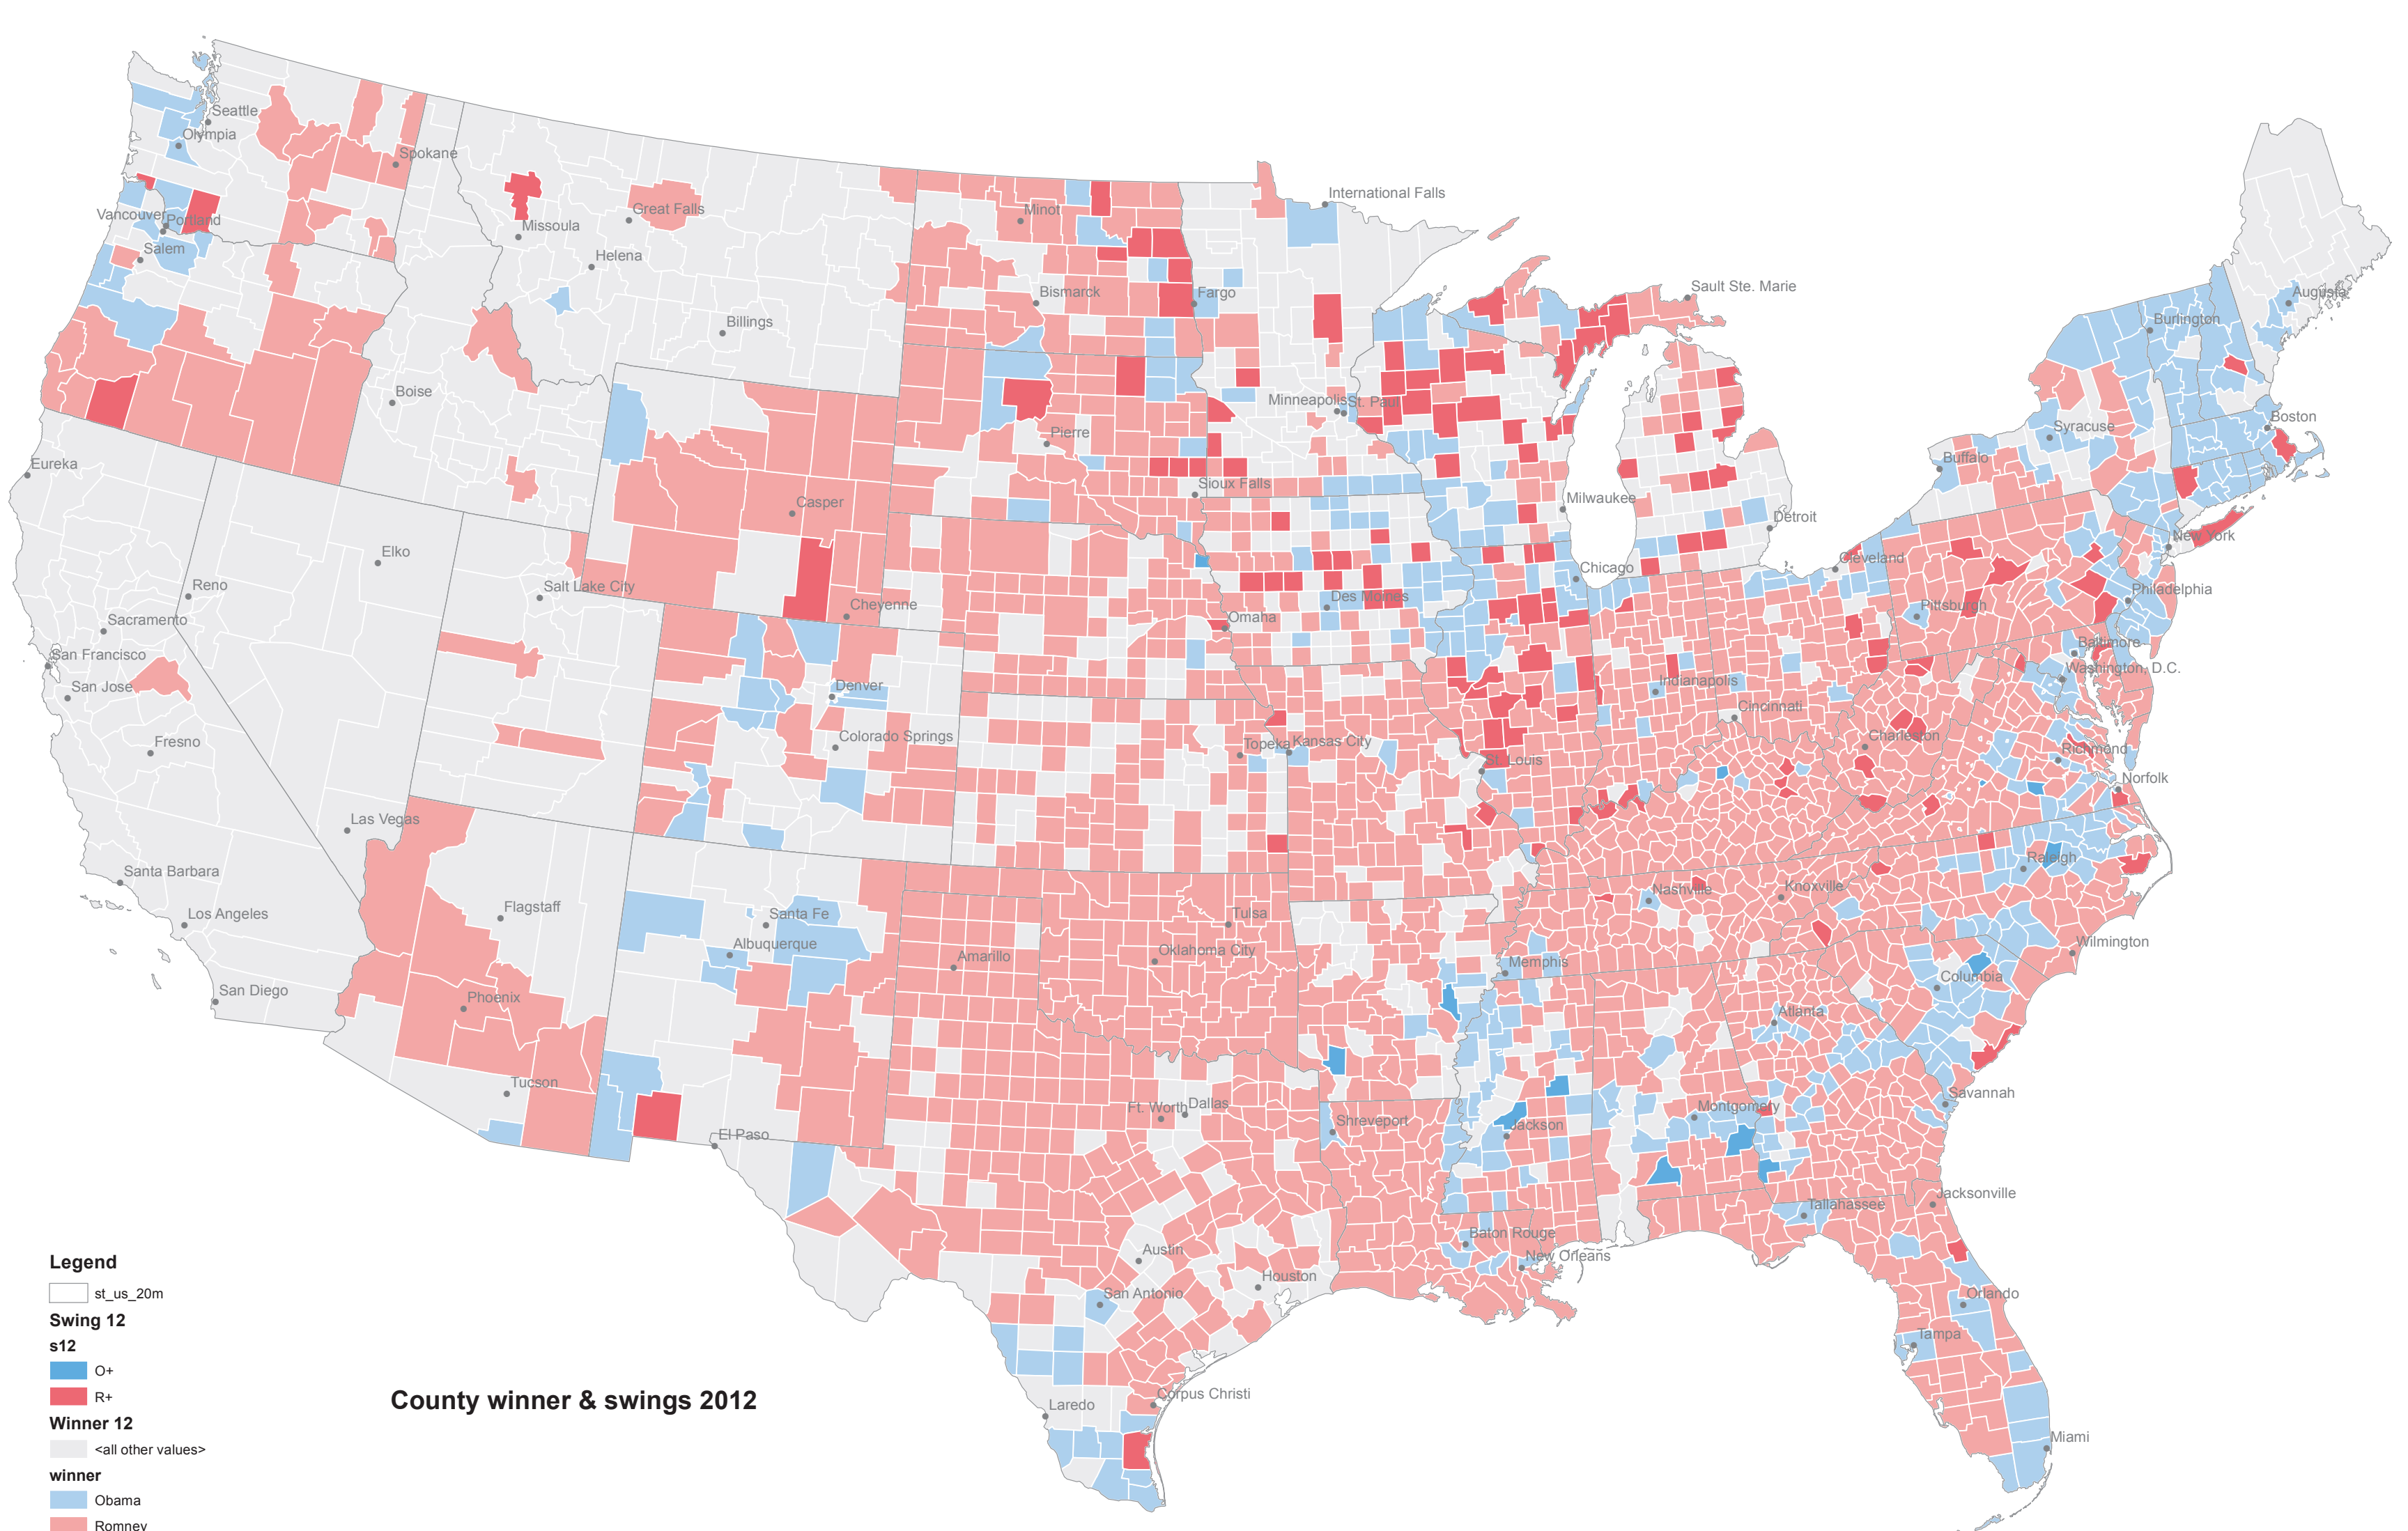 Seattle
Olympia
Spokane
Vancouver
Portland
Salem
Great Falls
Missoula
Helena
Billings
Minot
Bismarck
Fargo
International Falls
Sault Ste. Marie
Augusta
Burlington
Boise
Minneapolis
St. Paul
Pierre
Boston
Syracuse
Buffalo
Eureka
Casper
Sioux Falls
Milwaukee
Detroit
New York
Elko
Reno
Salt Lake City
Cheyenne
Omaha
Des Moines
Chicago
Cleveland
Philadelphia
Pittsburgh
Sacramento
San Francisco
San Jose
Denver
Indianapolis
Baltimore
Washington, D.C.
Cincinnati
Fresno
Colorado Springs
Topeka
Kansas City
St. Louis
Charleston
Richmond
Norfolk
Las Vegas
Santa Barbara
Los Angeles
Flagstaff
Santa Fe
Albuquerque
Tulsa
Oklahoma City
Amarillo
Nashville
Knoxville
Raleigh
Memphis
Wilmington
Columbia
San Diego
Phoenix
Atlanta
Tucson
El Paso
Ft. Worth
Dallas
Shreveport
Jackson
Montgomery
Savannah
Jacksonville
Tallahassee
Baton Rouge
New Orleans
Austin
Houston
San Antonio
Orlando
Tampa
Laredo
Corpus Christi
Miami
County winner & swings 2012
Legend
st_us_20m
Swing 12
s12
O+
R+
Winner 12
<all other values>
winner
Obama
Romney